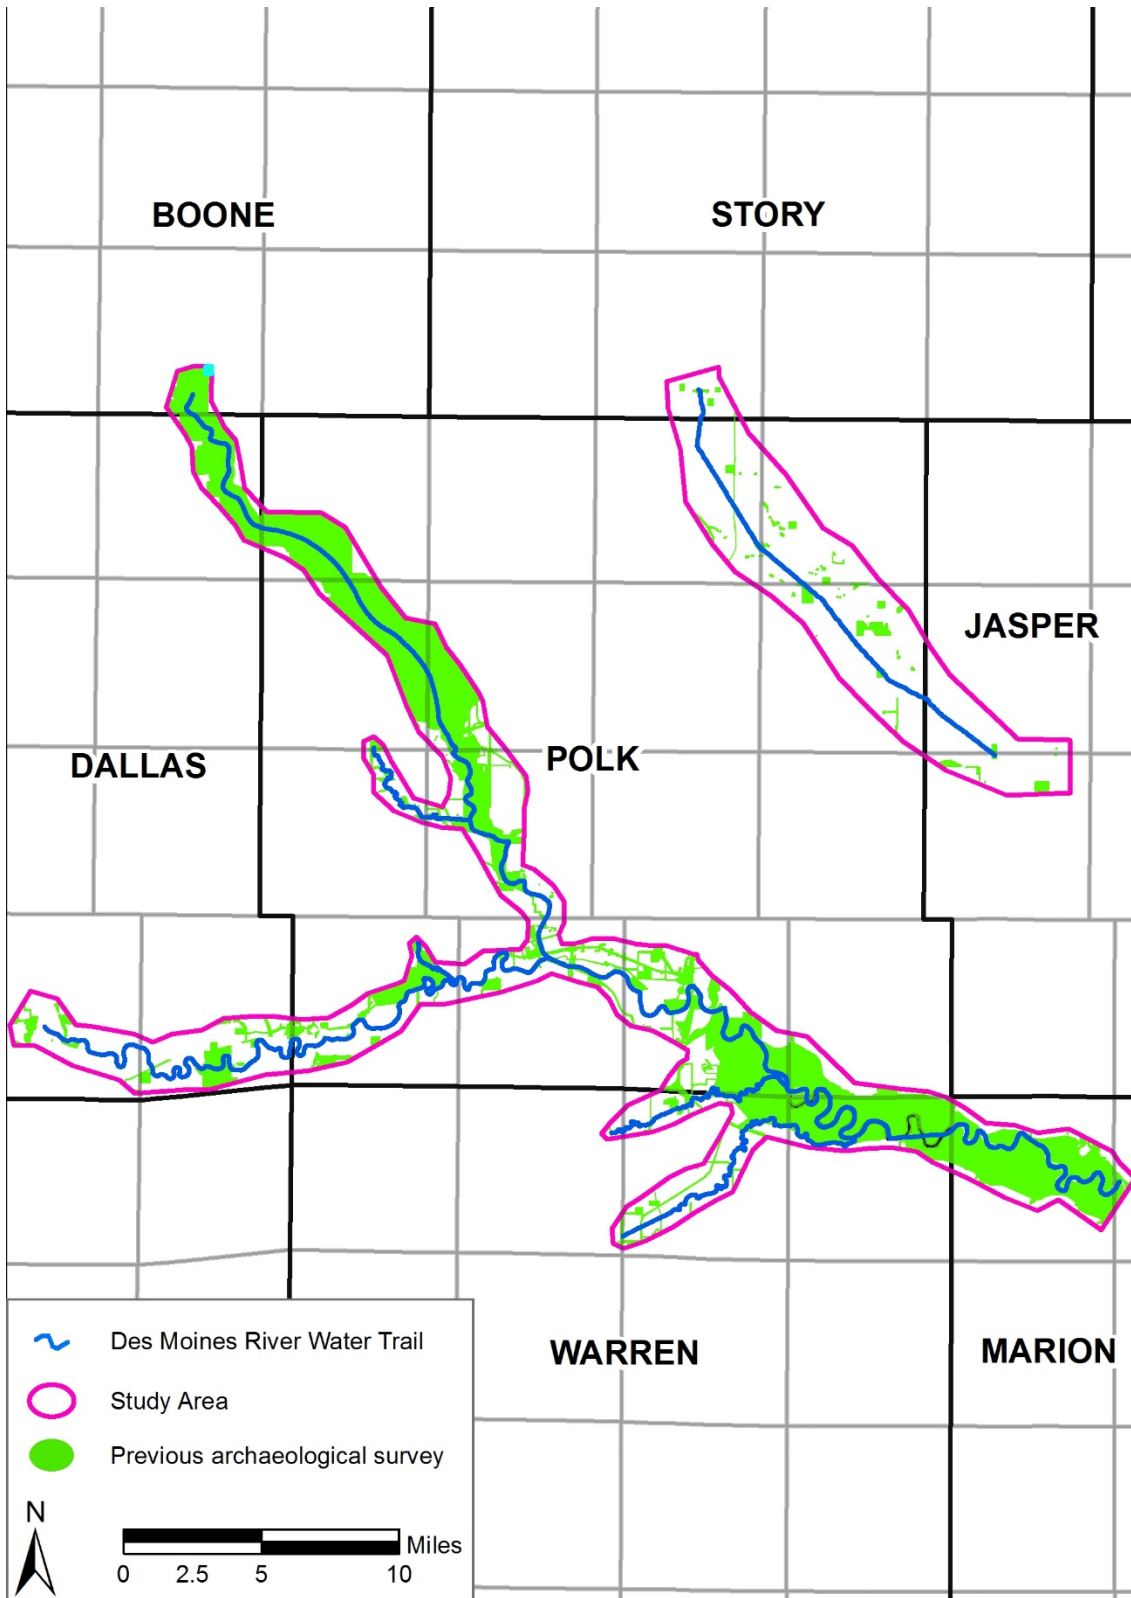 BOONE
STORY
JASPER
DALLAS
POLK
WARREN
MARION
Des Moines River Water Trail
Study Area
Previous archaeological survey
N
Miles
0 2.5 5 10